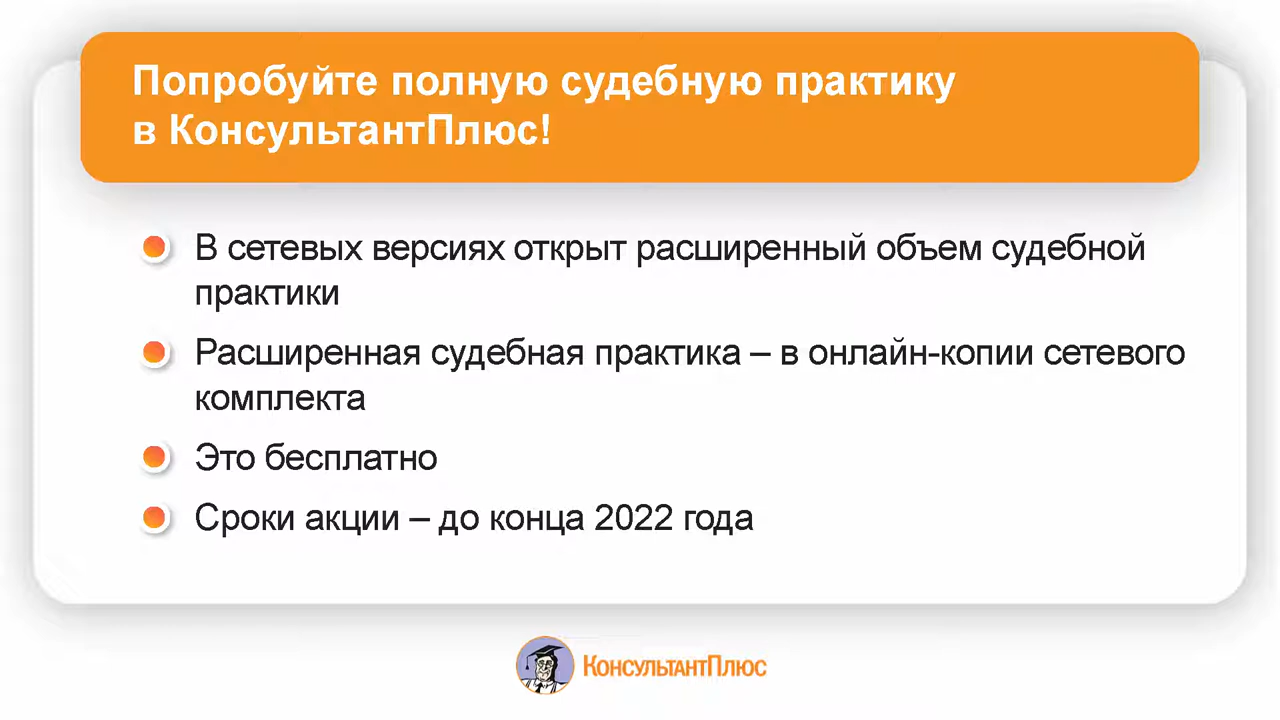 Попробуйте полную судебную практику
в КонсультантПлюс!
В сетевых версиях открыт расширенный объем судебной
практики
Расширенная судебная практика – в онлайн-копии сетевого
комплекта
Это бесплатно
Сроки акции – до конца 2022 года
КонсультантПлюс